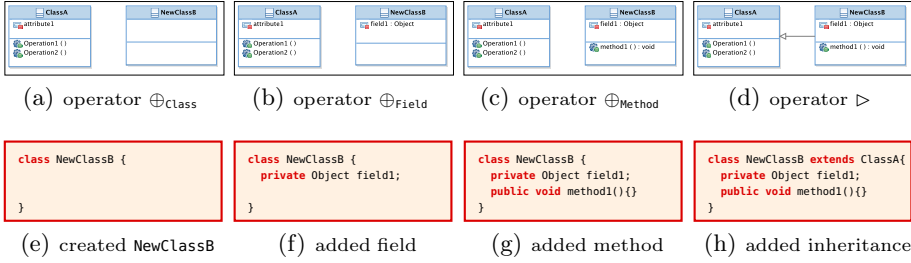 ClassA
attribute1
Operation1 ( )
Operation2 ( )
NewClassB
ClassA
attribute1
Operation1 ( )
Operation2 ( )
NewClassB
field1 : Object
ClassA
attribute1
Operation1 ( )
Operation2 ( )
NewClassB
field1 : Object
method1 ( ) : void
ClassA
attribute1
Operation1 ( )
Operation2 ( )
NewClassB
field1 : Object
method1 ( ) : void
(a) operator ⊕Class
(b) operator ⊕Field
(c) operator ⊕Method
(d) operator ▷
class NewClassB {
}
class NewClassB {
private Object field1;
}
class NewClassB {
private Object field1;
public void method1(){}
}
class NewClassB extends ClassA{
private Object field1;
public void method1(){}
}
(e) created NewClassB
(f) added field
(g) added method
(h) added inheritance